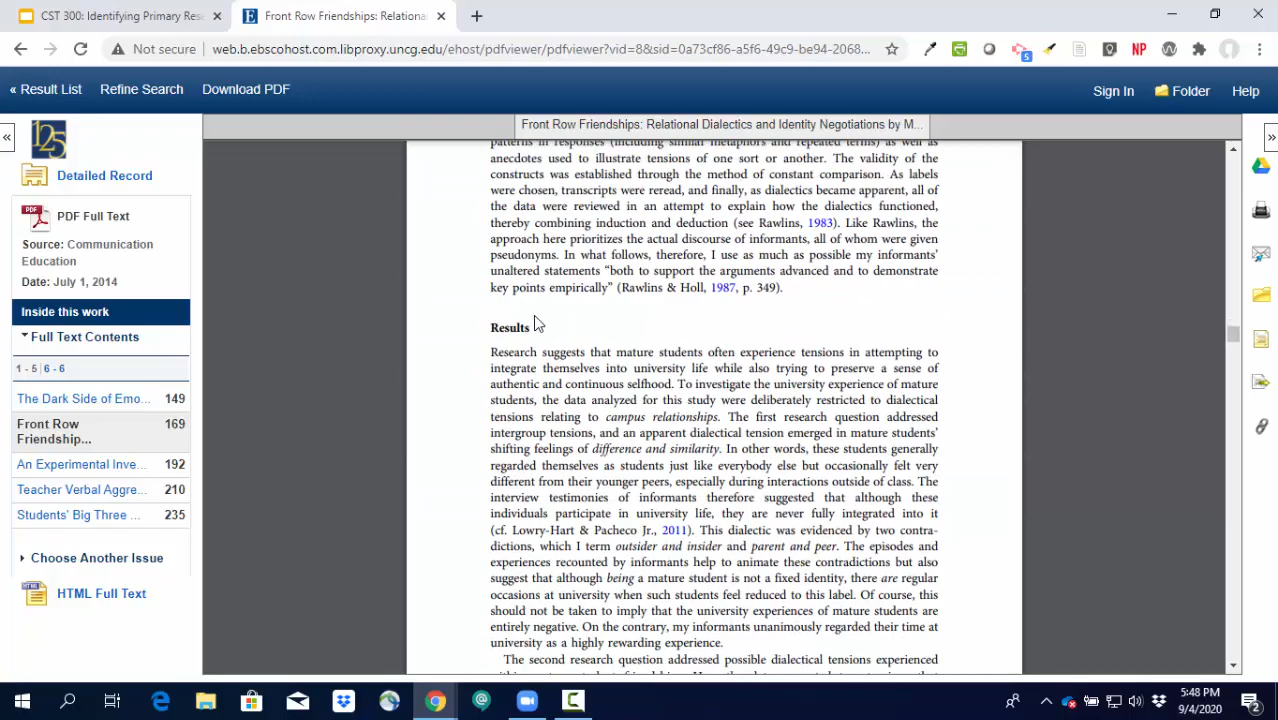 CST 300: Identifying Primary Res
Front Row Friendships: Relationa
Not secure
web.b.ebscohost.com.libproxy.uncg.edu/ehost/pdfviewer/pdfviewer?vid=8&sid=0a73cf86-a5f6-49c9-be94-2068...
5
NP
« Result List
Refine Search
Download PDF
Sign In
Folder
Help
«
»
125
Detailed Record
PDF
PDF Full Text
Source: Communication
Education
Date: July 1, 2014
Inside this work
Full Text Contents
1 - 5 | 6 - 6
The Dark Side of Emo... 149
Front Row 169
Friendship...
An Experimental Inve... 192
Teacher Verbal Aggre... 210
Students' Big Three ... 235
Choose Another Issue
HTML
HTML Full Text
Front Row Friendships: Relational Dialectics and Identity Negotiations by M...
patterns in responses (including similar metaphors and repeated terms) as well as
anecdotes used to illustrate tensions of one sort or another. The validity of the
constructs was established through the method of constant comparison. As labels
were chosen, transcripts were reread, and finally, as dialectics became apparent, all of
the data were reviewed in an attempt to explain how the dialectics functioned,
thereby combining induction and deduction (see Rawlins, 1983). Like Rawlins, the
approach here prioritizes the actual discourse of informants, all of whom were given
pseudonyms. In what follows, therefore, I use as much as possible my informants'
unaltered statements "both to support the arguments advanced and to demonstrate
key points empirically" (Rawlins & Holl, 1987, p. 349).
Results
Research suggests that mature students often experience tensions in attempting to
integrate themselves into university life while also trying to preserve a sense of
authentic and continuous selfhood. To investigate the university experience of mature
students, the data analyzed for this study were deliberately restricted to dialectical
tensions relating to campus relationships. The first research question addressed
intergroup tensions, and an apparent dialectical tension emerged in mature students'
shifting feelings of difference and similarity. In other words, these students generally
regarded themselves as students just like everybody else but occasionally felt very
different from their younger peers, especially during interactions outside of class. The
interview testimonies of informants therefore suggested that although these
individuals participate in university life, they are never fully integrated into it
(cf. Lowry-Hart & Pacheco Jr., 2011). This dialectic was evidenced by two contra-
dictions, which I term outsider and insider and parent and peer. The episodes and
experiences recounted by informants help to animate these contradictions but also
suggest that although being a mature student is not a fixed identity, there are regular
occasions at university when such students feel reduced to this label. Of course, this
should not be taken to imply that the university experiences of mature students are
entirely negative. On the contrary, my informants unanimously regarded their time at
university as a highly rewarding experience.
The second research question addressed possible dialectical tensions experienced
5:48 PM
9/4/2020
2